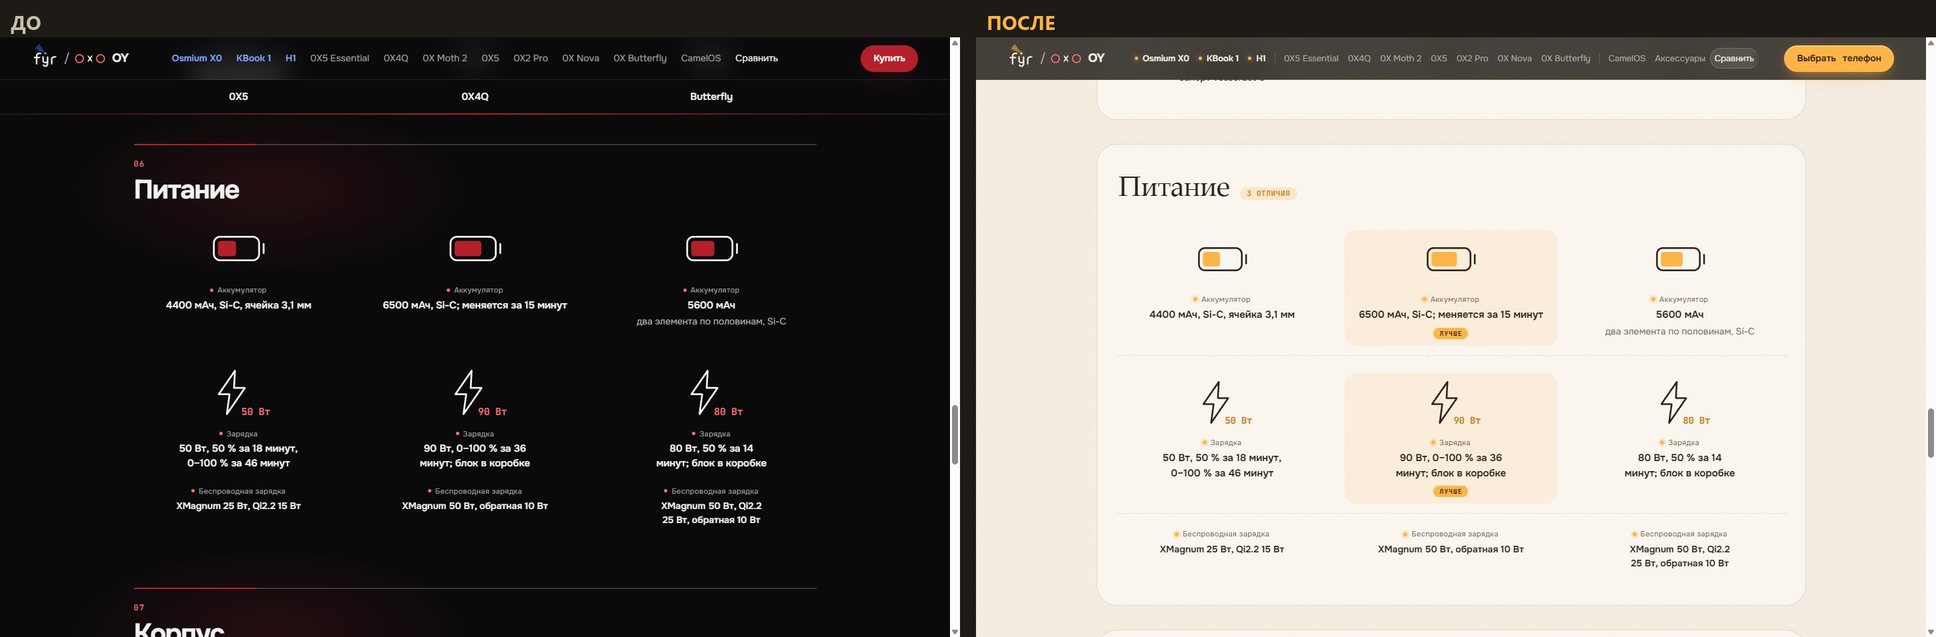 ДО
fyr / OxO OY Osmium X0 KBook 1 H1 0X5 Essential 0X4Q 0X Moth 2 0X5 0X2 Pro 0X Nova 0X Butterfly CamelOS Сравнить Купить
0X5 0X4Q Butterfly
06
Питание
Аккумулятор Аккумулятор Аккумулятор
4400 мАч, Si-C, ячейка 3,1 мм 6500 мАч, Si-C; меняется за 15 минут 5600 мАч
два элемента по половинам, Si-C
50 Вт 90 Вт 80 Вт
Зарядка Зарядка Зарядка
50 Вт, 50 % за 18 минут, 90 Вт, 0–100 % за 36 80 Вт, 50 % за 14
0–100 % за 46 минут минут; блок в коробке минут; блок в коробке
Беспроводная зарядка Беспроводная зарядка Беспроводная зарядка
XMagnum 25 Вт, Qi2.2 15 Вт XMagnum 50 Вт, обратная 10 Вт XMagnum 50 Вт, Qi2.2
25 Вт, обратная 10 Вт
07
Корпус
ПОСЛЕ
fyr / OxO OY Osmium X0 KBook 1 H1 0X5 Essential 0X4Q 0X Moth 2 0X5 0X2 Pro 0X Nova 0X Butterfly CamelOS Аксессуары Сравнить Выбрать телефон
Питание 3 ОТЛИЧИЯ
Аккумулятор Аккумулятор Аккумулятор
4400 мАч, Si-C, ячейка 3,1 мм 6500 мАч, Si-C; меняется за 15 минут 5600 мАч
ЛУЧШЕ два элемента по половинам, Si-C
50 Вт 90 Вт 80 Вт
Зарядка Зарядка Зарядка
50 Вт, 50 % за 18 минут, 90 Вт, 0–100 % за 36 80 Вт, 50 % за 14
0–100 % за 46 минут минут; блок в коробке минут; блок в коробке
ЛУЧШЕ
Беспроводная зарядка Беспроводная зарядка Беспроводная зарядка
XMagnum 25 Вт, Qi2.2 15 Вт XMagnum 50 Вт, обратная 10 Вт XMagnum 50 Вт, Qi2.2
25 Вт, обратная 10 Вт